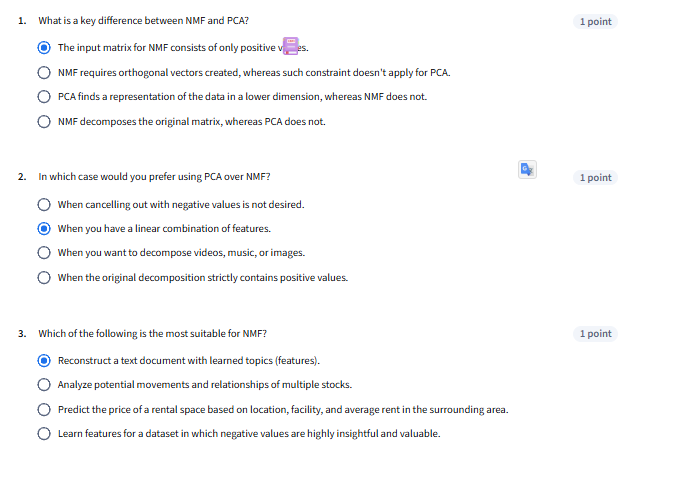 1. What is a key difference between NMF and PCA?
1 point
The input matrix for NMF consists of only positive v es.
NMF requires orthogonal vectors created, whereas such constraint doesn't apply for PCA.
PCA finds a representation of the data in a lower dimension, whereas NMF does not.
NMF decomposes the original matrix, whereas PCA does not.
2. In which case would you prefer using PCA over NMF?
1 point
When cancelling out with negative values is not desired.
When you have a linear combination of features.
When you want to decompose videos, music, or images.
When the original decomposition strictly contains positive values.
3. Which of the following is the most suitable for NMF?
1 point
Reconstruct a text document with learned topics (features).
Analyze potential movements and relationships of multiple stocks.
Predict the price of a rental space based on location, facility, and average rent in the surrounding area.
Learn features for a dataset in which negative values are highly insightful and valuable.